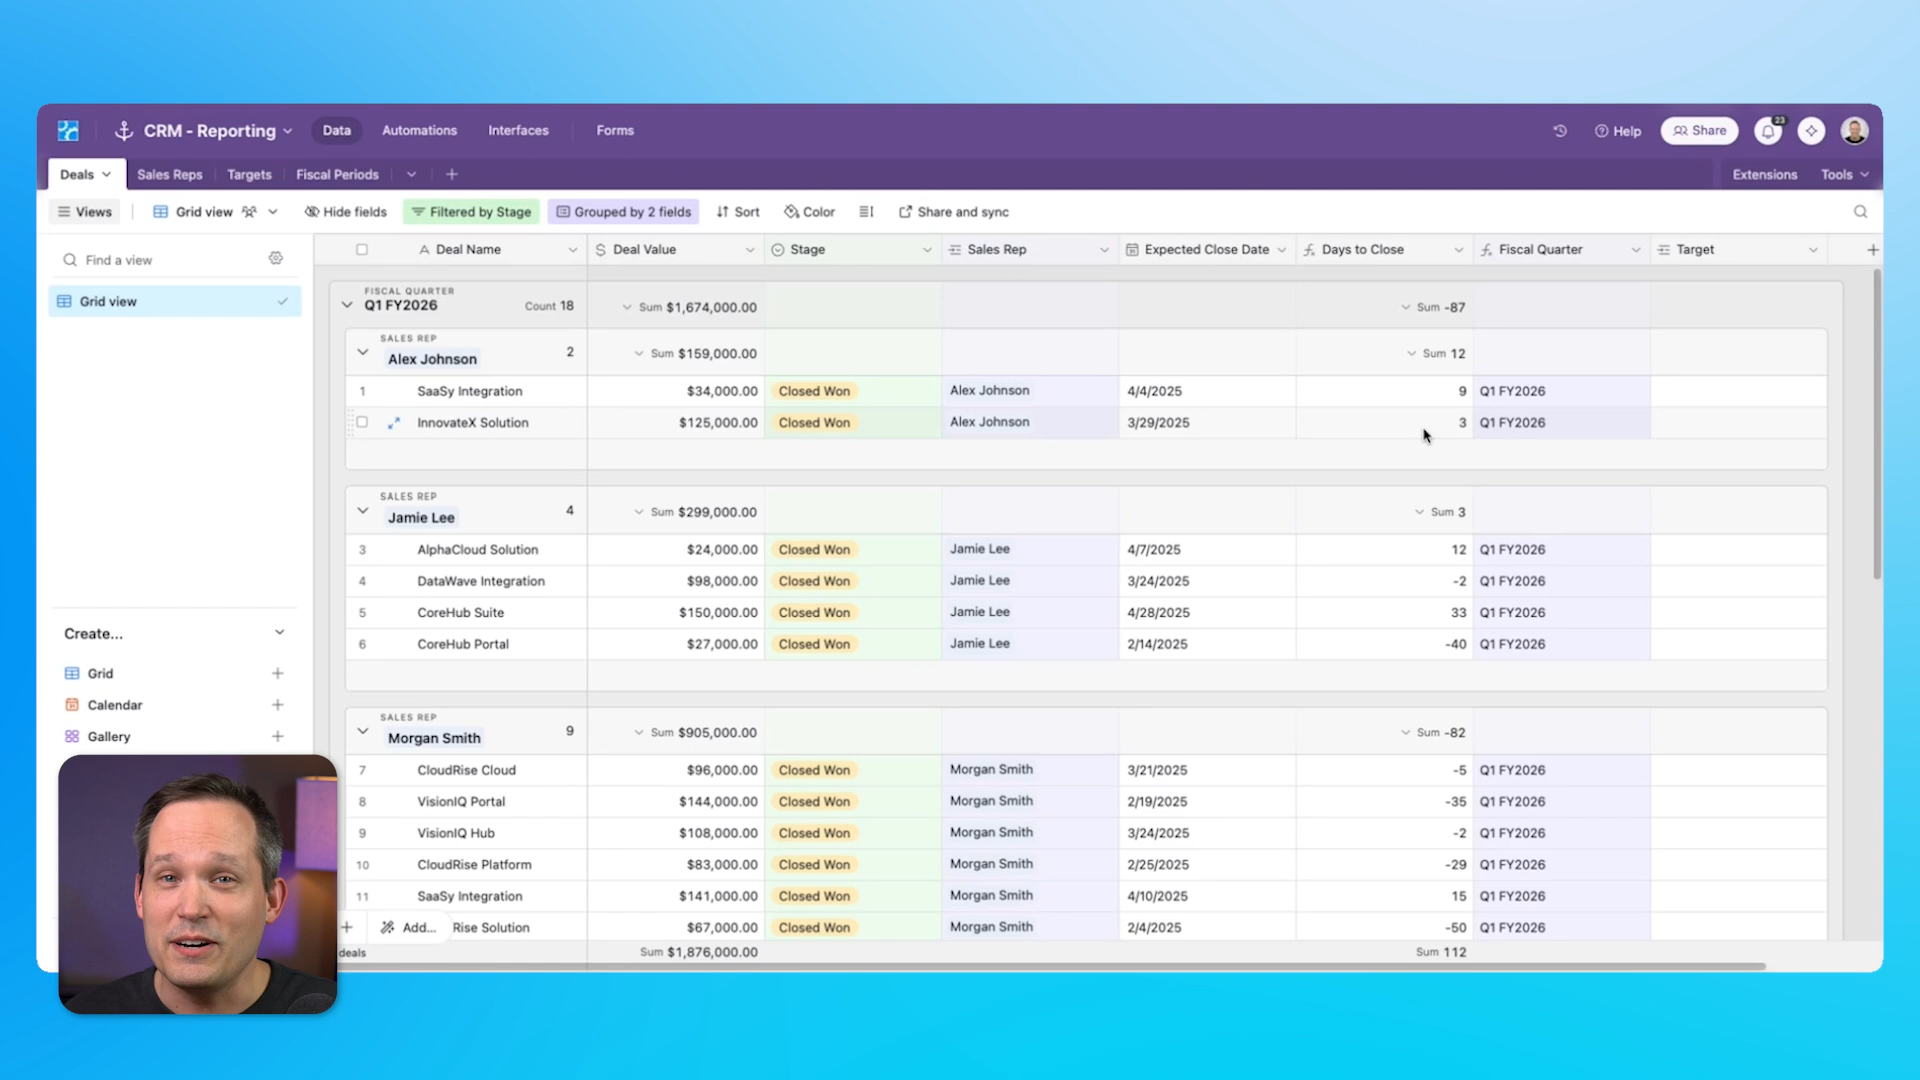 CRM - Reporting Data Automations Interfaces Forms Help Share 23
Deals Sales Reps Targets Fiscal Periods Extensions Tools
Views Grid view Hide fields Filtered by Stage Grouped by 2 fields Sort Color Share and sync
Find a view
Grid view
Create...
Grid
Calendar
Gallery
Deal Name Deal Value Stage Sales Rep Expected Close Date Days to Close Fiscal Quarter Target
FISCAL QUARTER
Q1 FY2026 Count 18 Sum $1,674,000.00 Sum -87
SALES REP
Alex Johnson 2 Sum $159,000.00 Sum 12
1 SaaSy Integration $34,000.00 Closed Won Alex Johnson 4/4/2025 9 Q1 FY2026
InnovateX Solution $125,000.00 Closed Won Alex Johnson 3/29/2025 3 Q1 FY2026
SALES REP
Jamie Lee 4 Sum $299,000.00 Sum 3
3 AlphaCloud Solution $24,000.00 Closed Won Jamie Lee 4/7/2025 12 Q1 FY2026
4 DataWave Integration $98,000.00 Closed Won Jamie Lee 3/24/2025 -2 Q1 FY2026
5 CoreHub Suite $150,000.00 Closed Won Jamie Lee 4/28/2025 33 Q1 FY2026
6 CoreHub Portal $27,000.00 Closed Won Jamie Lee 2/14/2025 -40 Q1 FY2026
SALES REP
Morgan Smith 9 Sum $905,000.00 Sum -82
7 CloudRise Cloud $96,000.00 Closed Won Morgan Smith 3/21/2025 -5 Q1 FY2026
8 VisionIQ Portal $144,000.00 Closed Won Morgan Smith 2/19/2025 -35 Q1 FY2026
9 VisionIQ Hub $108,000.00 Closed Won Morgan Smith 3/24/2025 -2 Q1 FY2026
10 CloudRise Platform $83,000.00 Closed Won Morgan Smith 2/25/2025 -29 Q1 FY2026
11 SaaSy Integration $141,000.00 Closed Won Morgan Smith 4/10/2025 15 Q1 FY2026
Add... Rise Solution $67,000.00 Closed Won Morgan Smith 2/4/2025 -50 Q1 FY2026
deals Sum $1,876,000.00 Sum 112